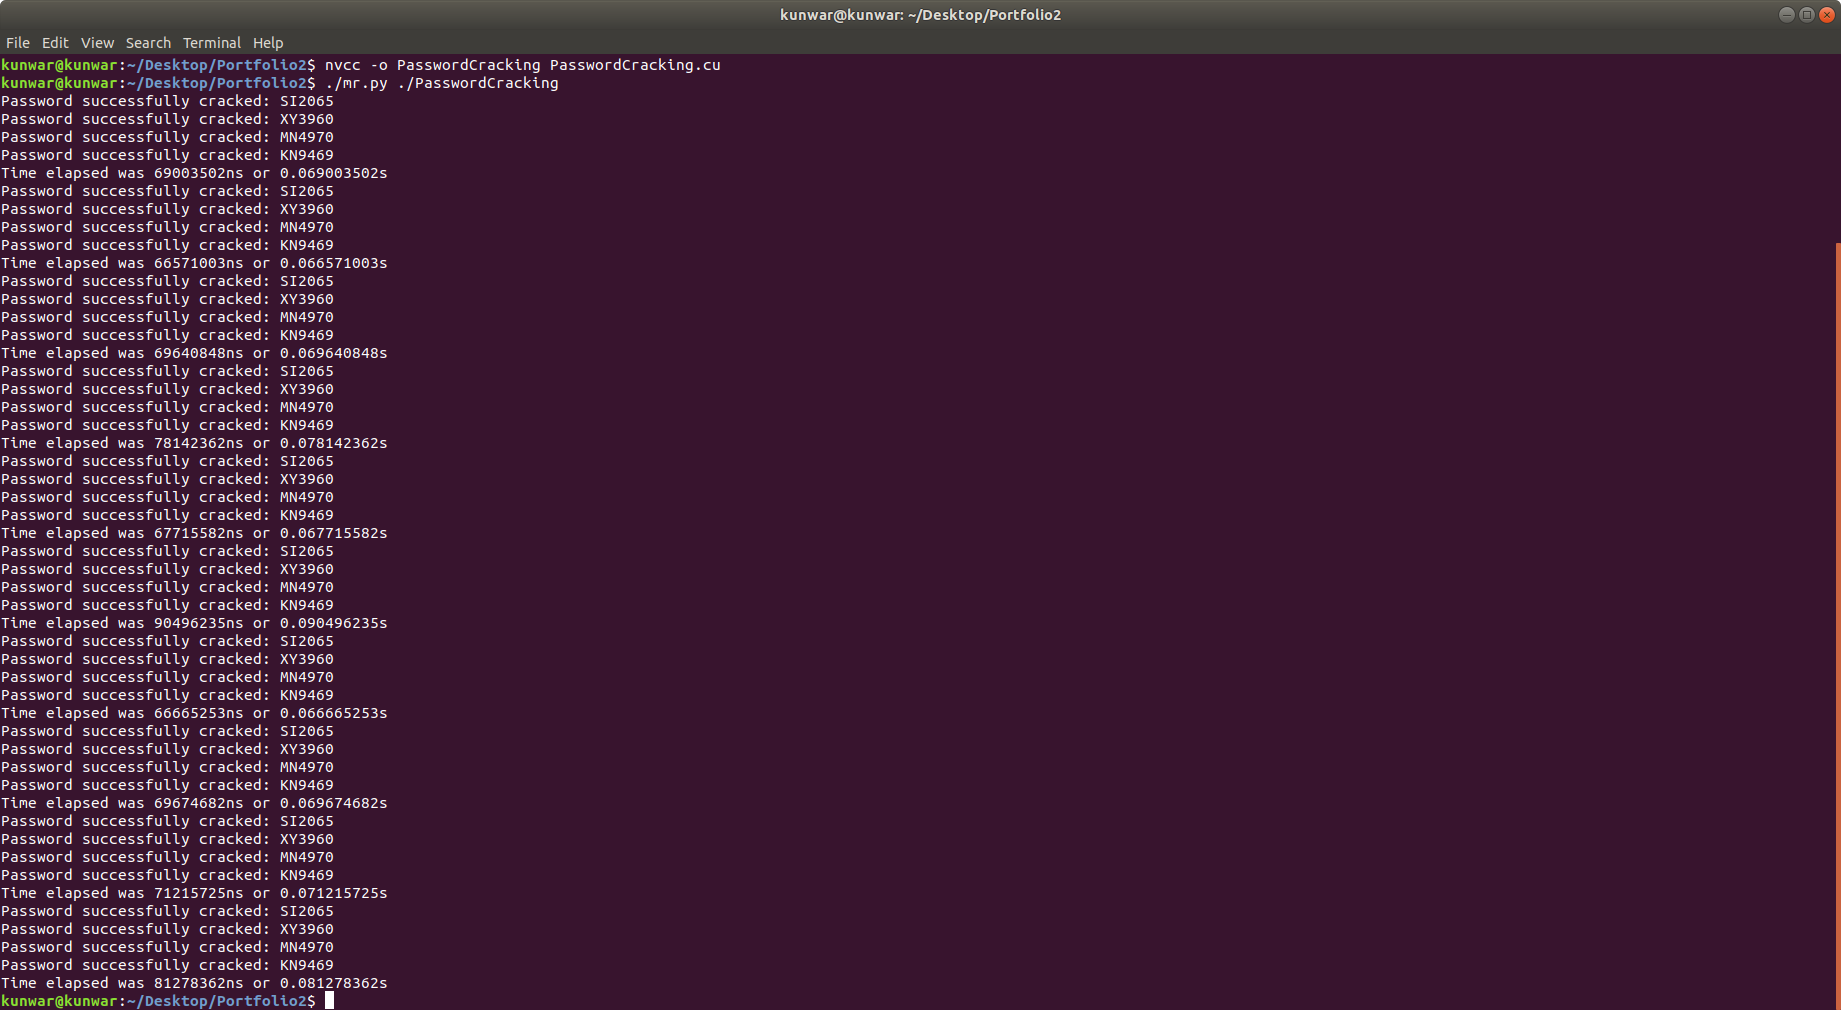 kunwar@kunwar: ~/Desktop/Portfolio2
File Edit View Search Terminal Help
kunwar@kunwar:~/Desktop/Portfolio2$ nvcc -o PasswordCracking PasswordCracking.cu
kunwar@kunwar:~/Desktop/Portfolio2$ ./mr.py ./PasswordCracking
Password successfully cracked: SI2065
Password successfully cracked: XY3960
Password successfully cracked: MN4970
Password successfully cracked: KN9469
Time elapsed was 69003502ns or 0.069003502s
Password successfully cracked: SI2065
Password successfully cracked: XY3960
Password successfully cracked: MN4970
Password successfully cracked: KN9469
Time elapsed was 66571003ns or 0.066571003s
Password successfully cracked: SI2065
Password successfully cracked: XY3960
Password successfully cracked: MN4970
Password successfully cracked: KN9469
Time elapsed was 69640848ns or 0.069640848s
Password successfully cracked: SI2065
Password successfully cracked: XY3960
Password successfully cracked: MN4970
Password successfully cracked: KN9469
Time elapsed was 78142362ns or 0.078142362s
Password successfully cracked: SI2065
Password successfully cracked: XY3960
Password successfully cracked: MN4970
Password successfully cracked: KN9469
Time elapsed was 67715582ns or 0.067715582s
Password successfully cracked: SI2065
Password successfully cracked: XY3960
Password successfully cracked: MN4970
Password successfully cracked: KN9469
Time elapsed was 90496235ns or 0.090496235s
Password successfully cracked: SI2065
Password successfully cracked: XY3960
Password successfully cracked: MN4970
Password successfully cracked: KN9469
Time elapsed was 66665253ns or 0.066665253s
Password successfully cracked: SI2065
Password successfully cracked: XY3960
Password successfully cracked: MN4970
Password successfully cracked: KN9469
Time elapsed was 69674682ns or 0.069674682s
Password successfully cracked: SI2065
Password successfully cracked: XY3960
Password successfully cracked: MN4970
Password successfully cracked: KN9469
Time elapsed was 71215725ns or 0.071215725s
Password successfully cracked: SI2065
Password successfully cracked: XY3960
Password successfully cracked: MN4970
Password successfully cracked: KN9469
Time elapsed was 81278362ns or 0.081278362s
kunwar@kunwar:~/Desktop/Portfolio2$